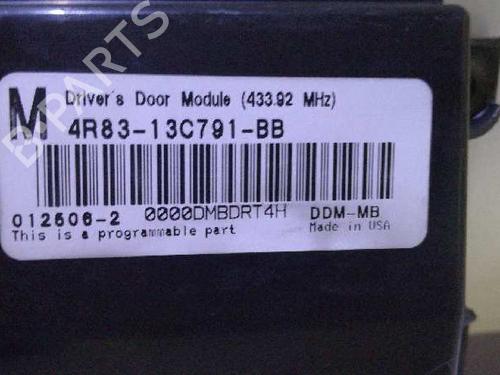 M Driver's Door Module (433.92 MHz)
4R83-13C791-BB
012506-2 0000DMBDRT4H DDM-MB
This is a programmable part Made in USA
B-PARTS